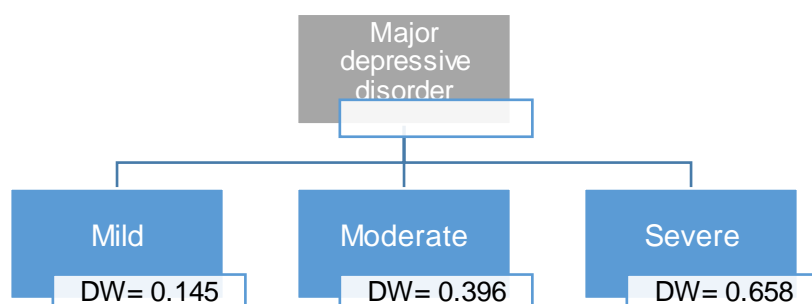 Major
depressive
disorder
Mild
Moderate
Severe
DW= 0.145
DW= 0.396
DW= 0.658